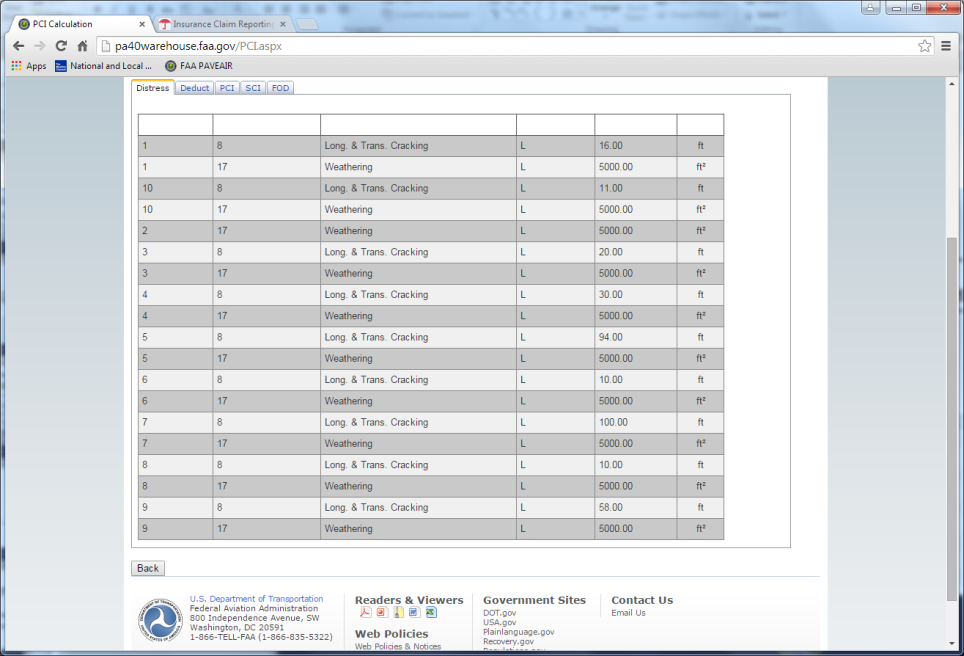 PCI Calculation
Insurance Claim Reporting
pa40warehouse.faa.gov/PCI.aspx
Apps National and Local ... FAA PAVEAIR
Distress Deduct PCI SCI FOD
1 8 Long. & Trans. Cracking L 16.00 ft
1 17 Weathering L 5000.00 ft²
10 8 Long. & Trans. Cracking L 11.00 ft
10 17 Weathering L 5000.00 ft²
2 17 Weathering L 5000.00 ft²
3 8 Long. & Trans. Cracking L 20.00 ft
3 17 Weathering L 5000.00 ft²
4 8 Long. & Trans. Cracking L 30.00 ft
4 17 Weathering L 5000.00 ft²
5 8 Long. & Trans. Cracking L 94.00 ft
5 17 Weathering L 5000.00 ft²
6 8 Long. & Trans. Cracking L 10.00 ft
6 17 Weathering L 5000.00 ft²
7 8 Long. & Trans. Cracking L 100.00 ft
7 17 Weathering L 5000.00 ft²
8 8 Long. & Trans. Cracking L 10.00 ft
8 17 Weathering L 5000.00 ft²
9 8 Long. & Trans. Cracking L 58.00 ft
9 17 Weathering L 5000.00 ft²
Back
U.S. Department of Transportation
Federal Aviation Administration
800 Independence Avenue, SW
Washington, DC 20591
1-866-TELL-FAA (1-866-835-5322)
Readers & Viewers
Web Policies
Web Policies & Notices
Government Sites
DOT.gov
USA.gov
Plainlanguage.gov
Recovery.gov
Contact Us
Email Us